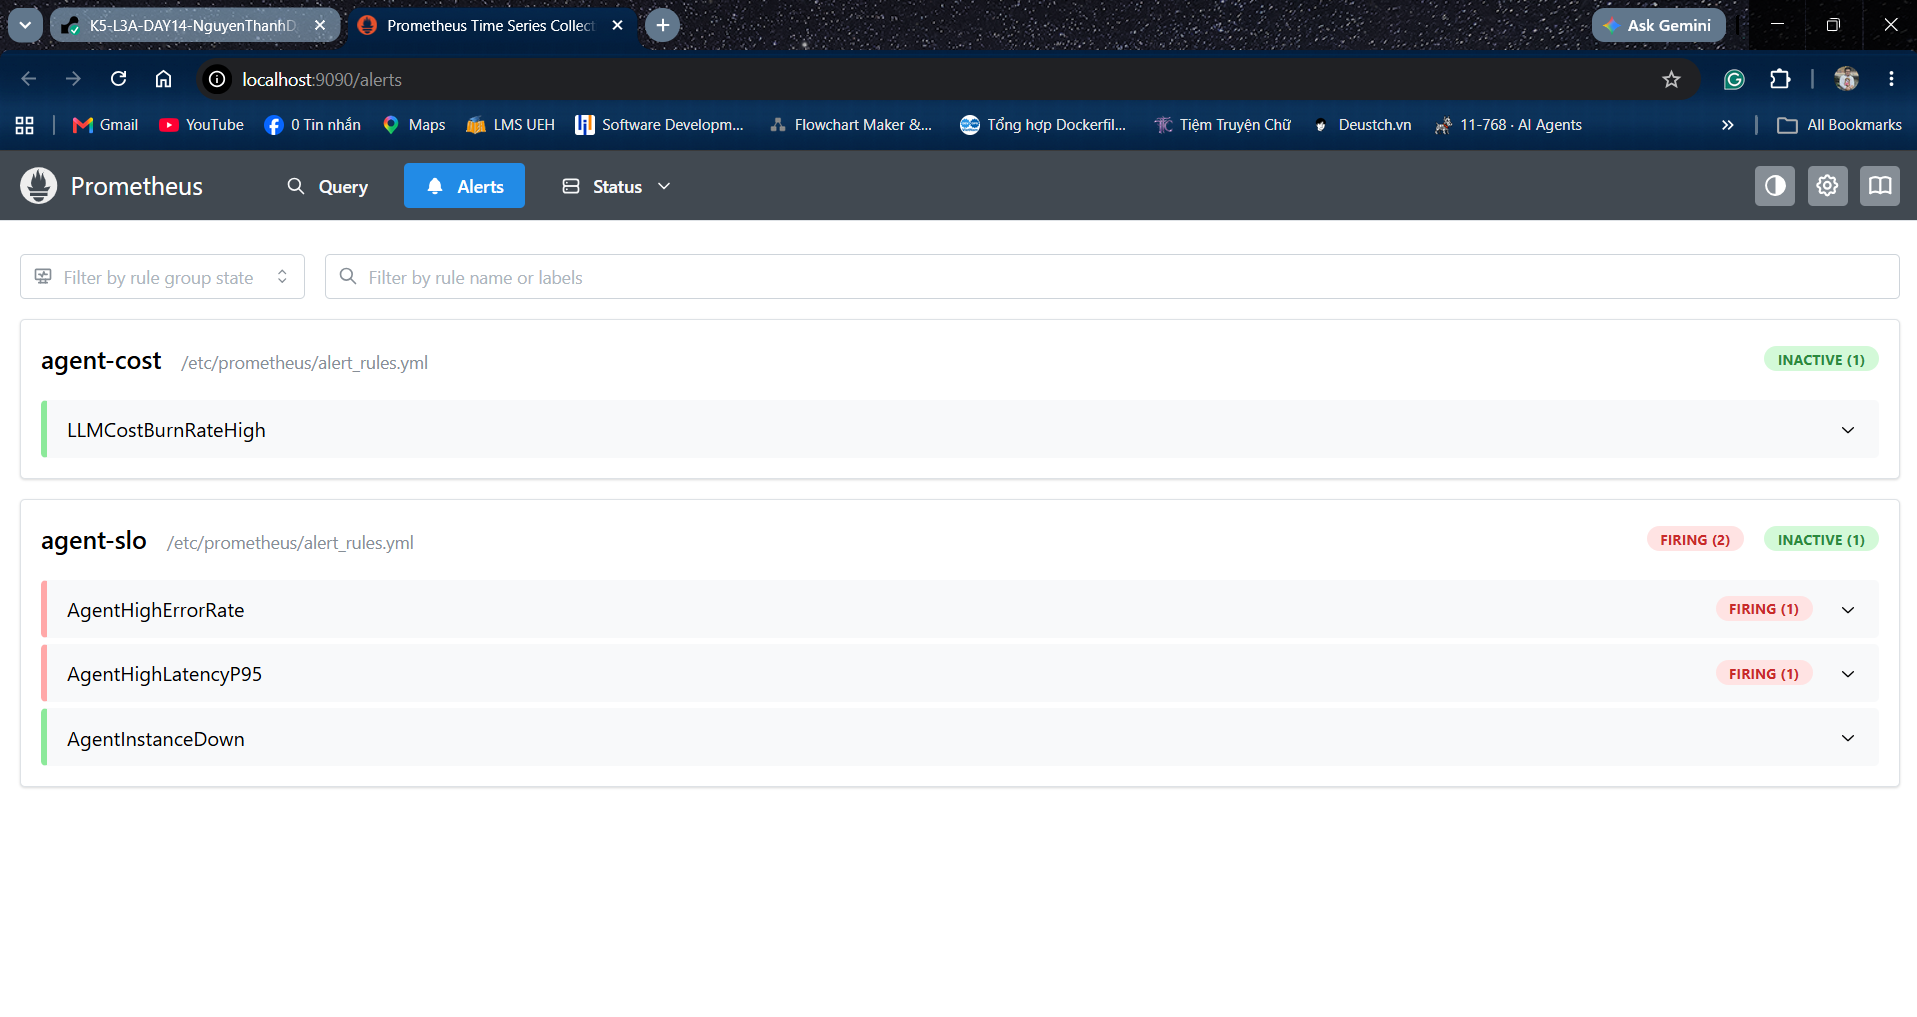 K5-L3A-DAY14-NguyenThanhD
Prometheus Time Series Collect
Ask Gemini
localhost:9090/alerts
Gmail
YouTube
0 Tin nhắn
Maps
LMS UEH
Software Developm...
Flowchart Maker &...
Tổng hợp Dockerfil...
Tiệm Truyện Chữ
Deustch.vn
11-768 · AI Agents
All Bookmarks
Prometheus
Query
Alerts
Status
Filter by rule group state
Filter by rule name or labels
agent-cost /etc/prometheus/alert_rules.yml INACTIVE (1)
LLMCostBurnRateHigh
agent-slo /etc/prometheus/alert_rules.yml FIRING (2) INACTIVE (1)
AgentHighErrorRate FIRING (1)
AgentHighLatencyP95 FIRING (1)
AgentInstanceDown